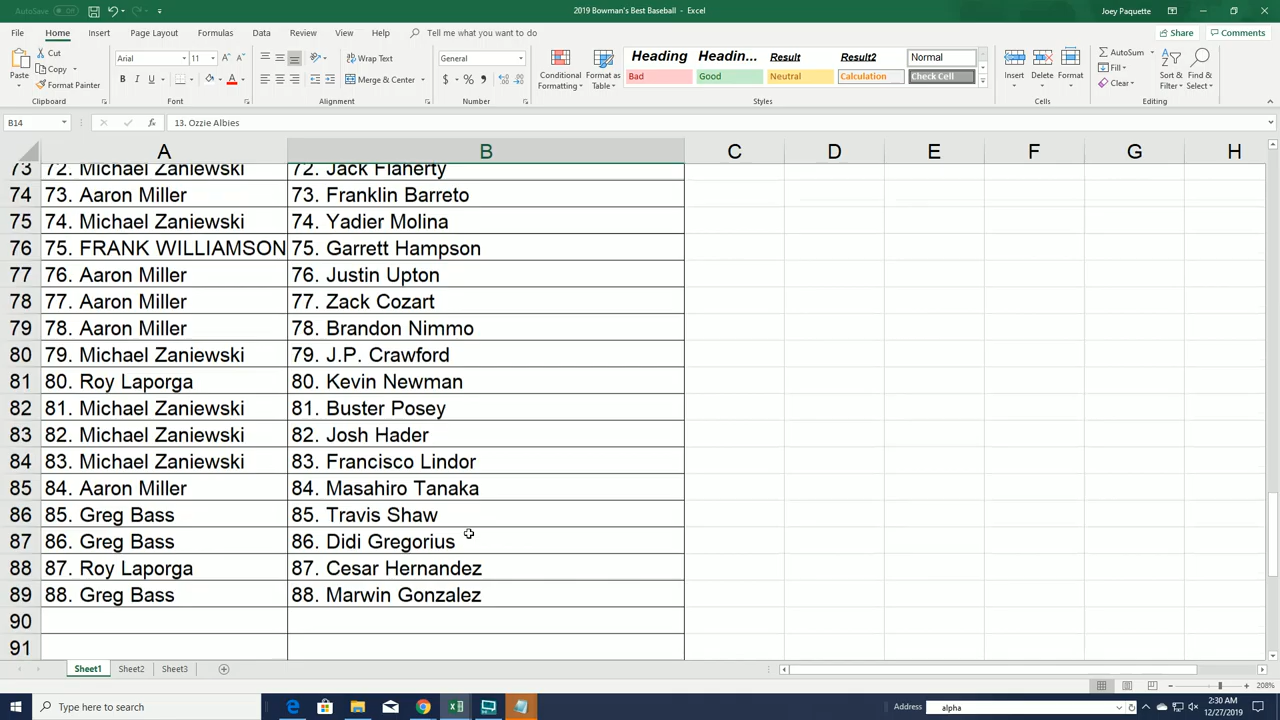 AutoSave Off 2019 Bowman's Best Baseball - Excel Joey Paquette
File Home Insert Page Layout Formulas Data Review View Help Tell me what you want to do Share Comments
Paste Cut Copy Format Painter Clipboard
Arial 11 Font
Wrap Text Merge & Center Alignment
General Number
Conditional Formatting Format as Table
Heading Headin... Result Result2 Normal
Bad Good Neutral Calculation Check Cell
Styles
Insert Delete Format Cells
AutoSum Fill Clear Sort & Filter Find & Select Editing
B14 fx 13. Ozzie Albies
A B C D E F G H
73 72. Michael Zaniewski 72. Jack Flaherty
74 73. Aaron Miller 73. Franklin Barreto
75 74. Michael Zaniewski 74. Yadier Molina
76 75. FRANK WILLIAMSON 75. Garrett Hampson
77 76. Aaron Miller 76. Justin Upton
78 77. Aaron Miller 77. Zack Cozart
79 78. Aaron Miller 78. Brandon Nimmo
80 79. Michael Zaniewski 79. J.P. Crawford
81 80. Roy Laporga 80. Kevin Newman
82 81. Michael Zaniewski 81. Buster Posey
83 82. Michael Zaniewski 82. Josh Hader
84 83. Michael Zaniewski 83. Francisco Lindor
85 84. Aaron Miller 84. Masahiro Tanaka
86 85. Greg Bass 85. Travis Shaw
87 86. Greg Bass 86. Didi Gregorius
88 87. Roy Laporga 87. Cesar Hernandez
89 88. Greg Bass 88. Marwin Gonzalez
90
91
Sheet1 Sheet2 Sheet3
208%
Type here to search Address alpha 2:30 AM
12/27/2019